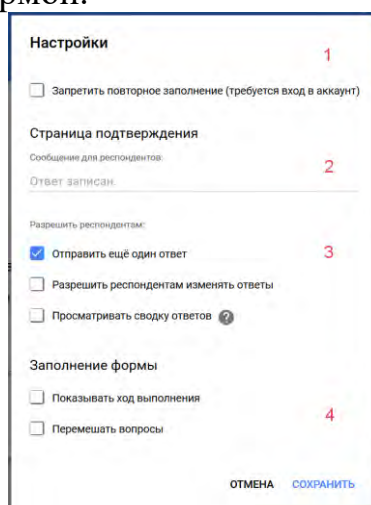 Настройки
1
Запретить повторное заполнение (требуется вход в аккаунт)
Страница подтверждения
Сообщение для респондентов:
2
Ответ записан.
Разрешить респондентам:
Отправить ещё один ответ
3
Разрешить респондентам изменять ответы
Просматривать сводку ответов ?
Заполнение формы
Показывать ход выполнения
4
Перемешать вопросы
ОТМЕНА СОХРАНИТЬ